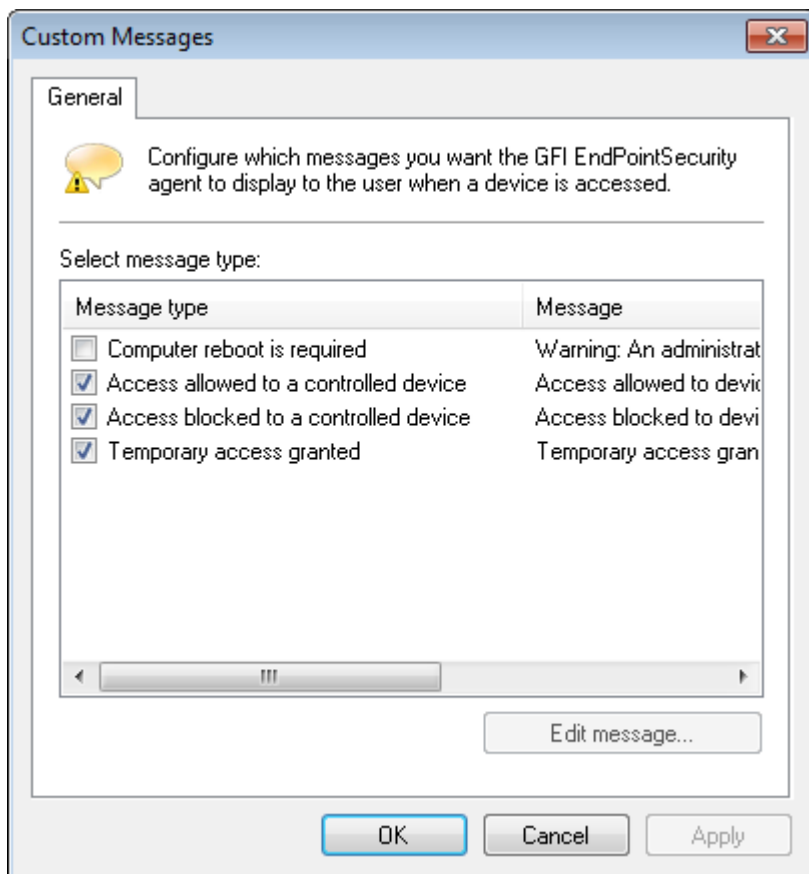 Custom Messages
General
Configure which messages you want the GFI EndPointSecurity
agent to display to the user when a device is accessed.
Select message type:
Message type Message
Computer reboot is required Warning: An administrat
Access allowed to a controlled device Access allowed to devic
Access blocked to a controlled device Access blocked to devi
Temporary access granted Temporary access gran
Edit message...
OK Cancel Apply